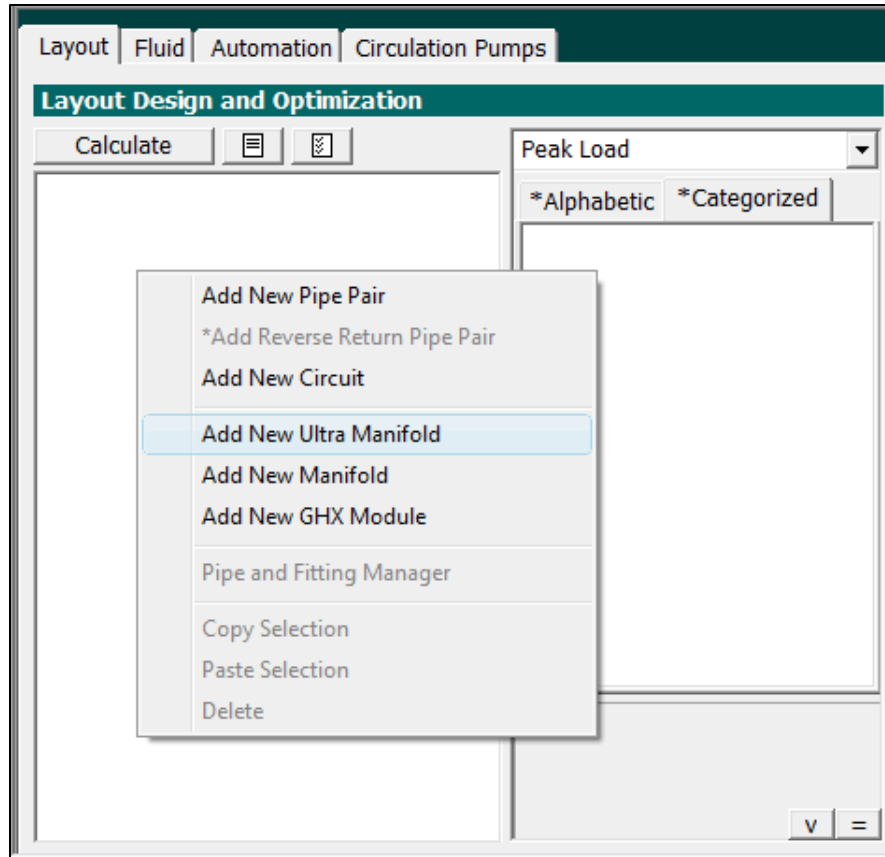 Layout Fluid Automation Circulation Pumps
Layout Design and Optimization
Calculate
Peak Load
*Alphabetic *Categorized
Add New Pipe Pair
*Add Reverse Return Pipe Pair
Add New Circuit
Add New Ultra Manifold
Add New Manifold
Add New GHX Module
Pipe and Fitting Manager
Copy Selection
Paste Selection
Delete
v =